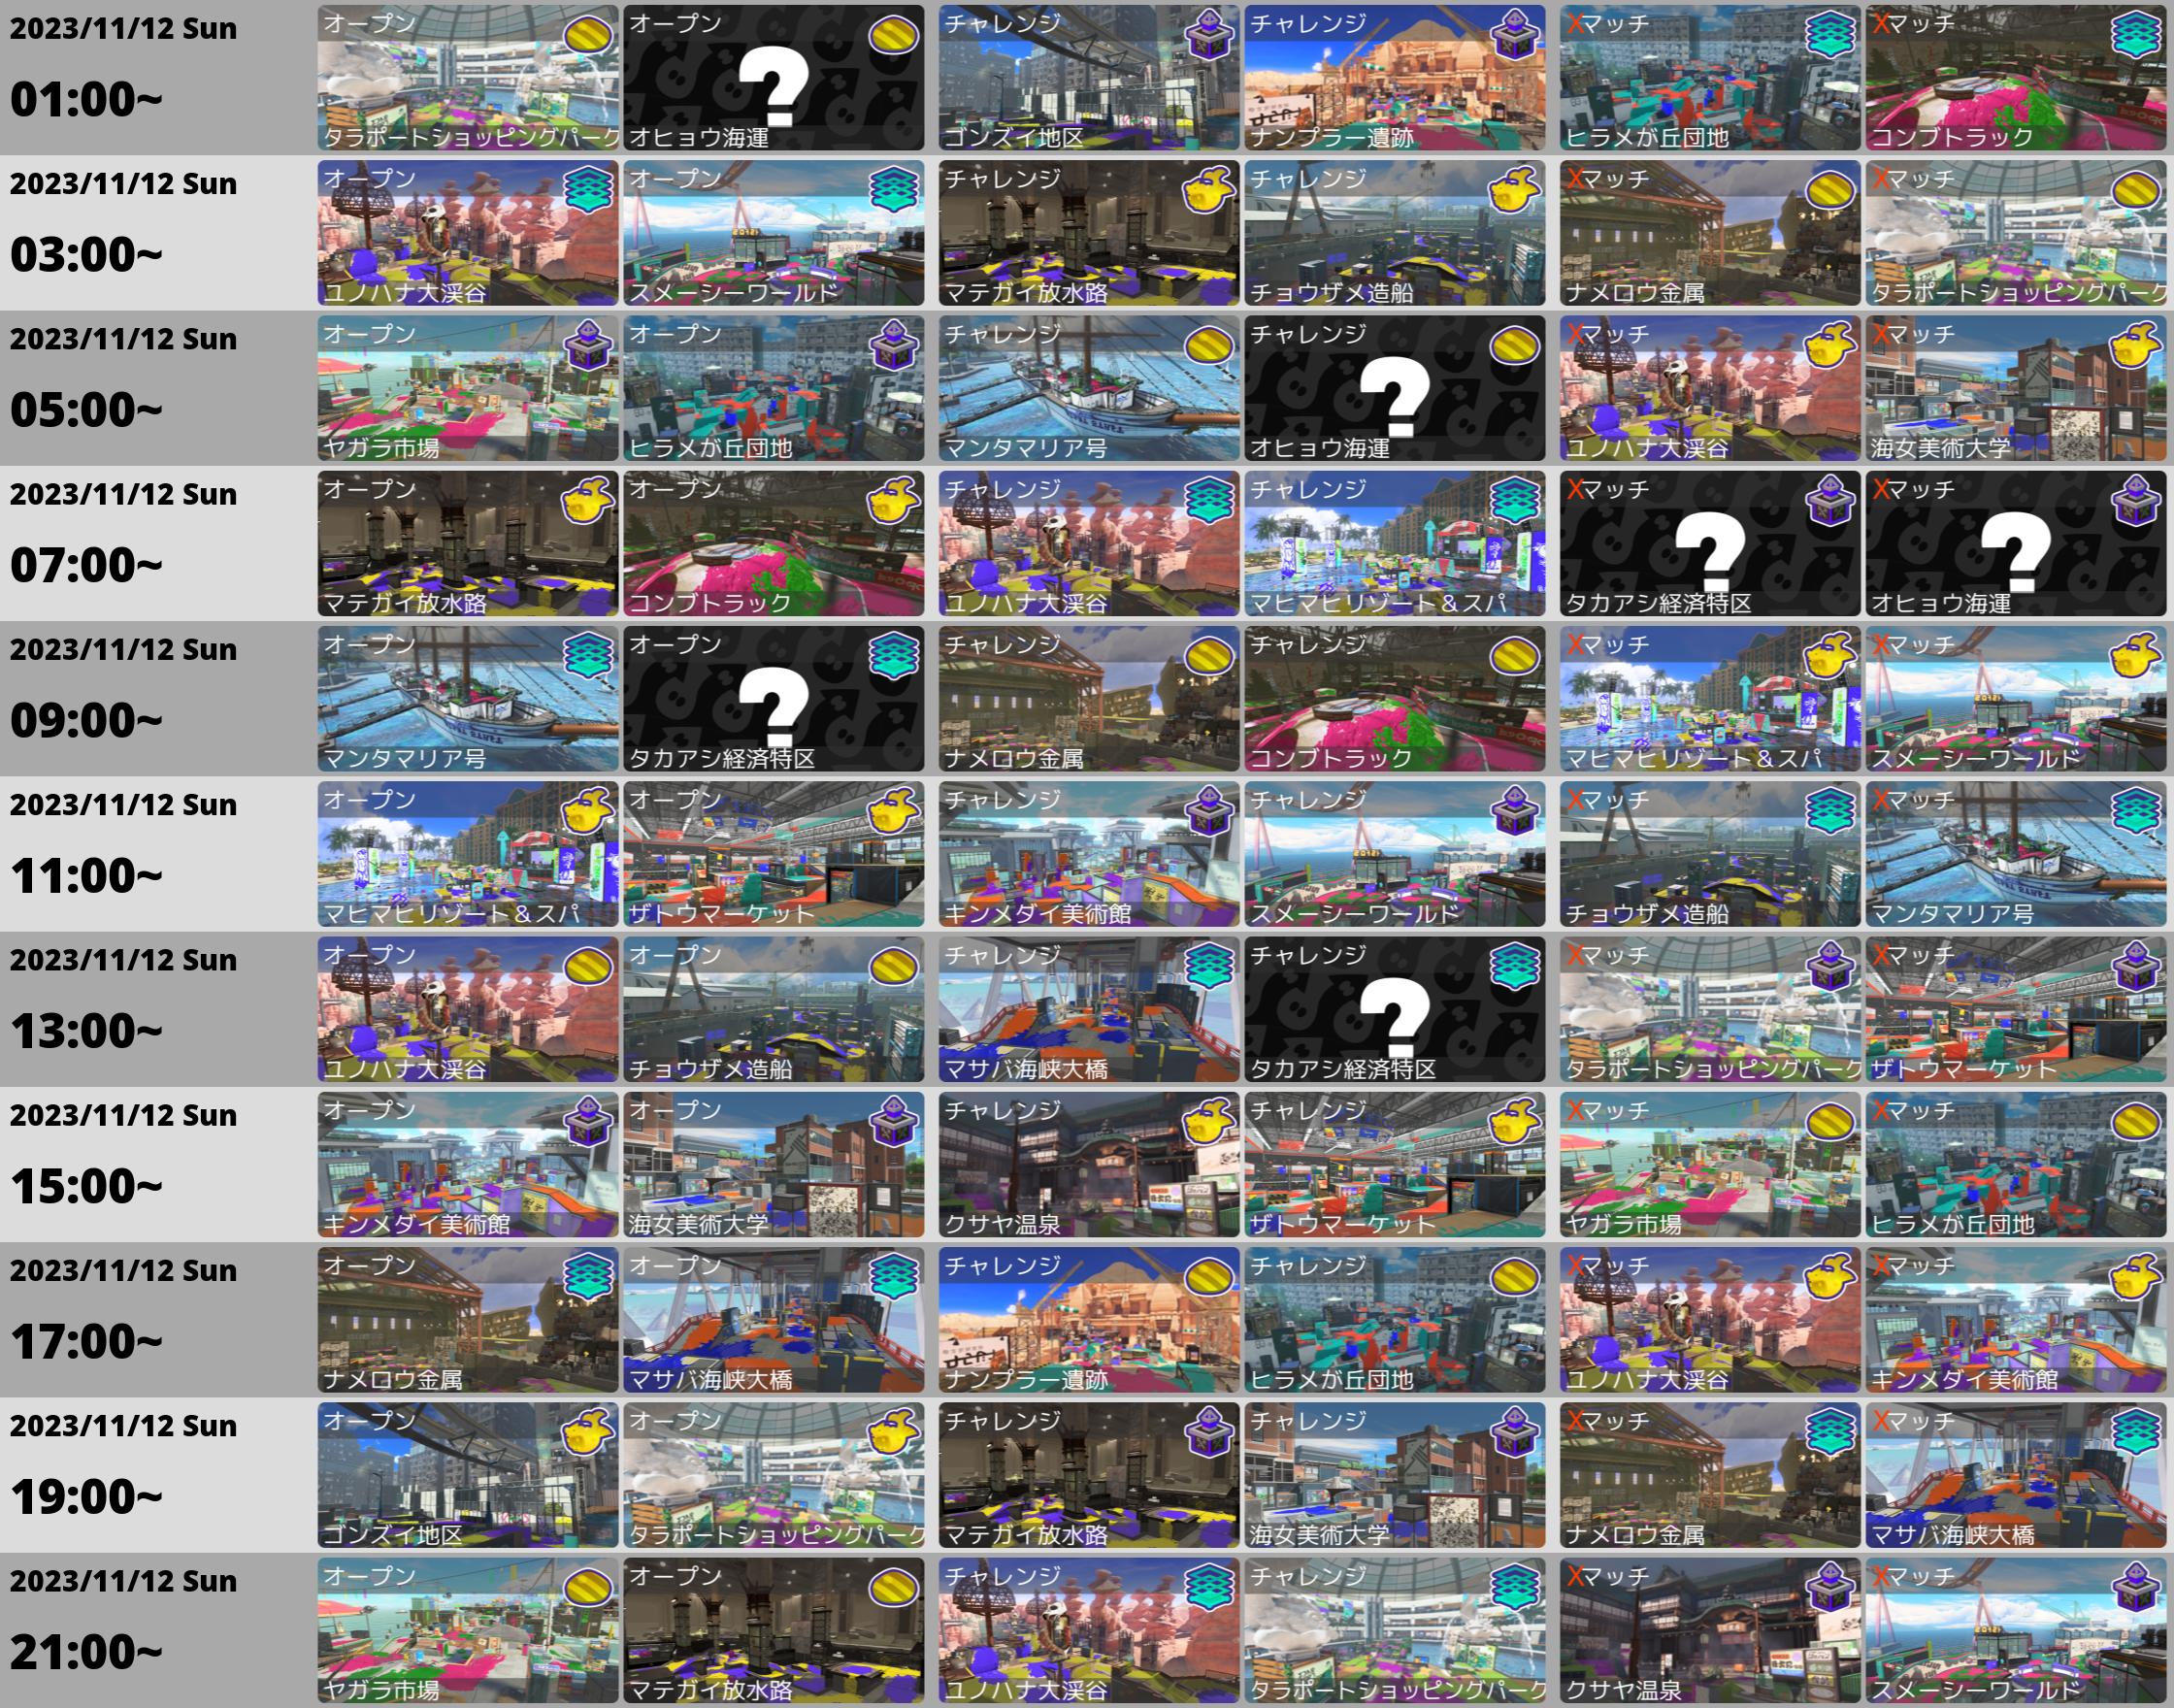 2023/11/12 Sun
01:00~
オープン オープン チャレンジ チャレンジ Xマッチ Xマッチ
タラポートショッピングパーク オヒョウ海運 ゴンズイ地区 ナンプラー遺跡 ヒラメが丘団地 コンブトラック
2023/11/12 Sun
03:00~
オープン オープン チャレンジ チャレンジ Xマッチ Xマッチ
ユノハナ大渓谷 スメーシーワールド マテガイ放水路 チョウザメ造船 ナメロウ金属 タラポートショッピングパーク
2023/11/12 Sun
05:00~
オープン オープン チャレンジ チャレンジ Xマッチ Xマッチ
ヤガラ市場 ヒラメが丘団地 マンタマリア号 オヒョウ海運 ユノハナ大渓谷 海女美術大学
2023/11/12 Sun
07:00~
オープン オープン チャレンジ チャレンジ Xマッチ Xマッチ
マテガイ放水路 コンブトラック ユノハナ大渓谷 マヒマヒリゾート＆スパ タカアシ経済特区 オヒョウ海運
2023/11/12 Sun
09:00~
オープン オープン チャレンジ チャレンジ Xマッチ Xマッチ
マンタマリア号 タカアシ経済特区 ナメロウ金属 コンブトラック マヒマヒリゾート＆スパ スメーシーワールド
2023/11/12 Sun
11:00~
オープン オープン チャレンジ チャレンジ Xマッチ Xマッチ
マヒマヒリゾート＆スパ ザトウマーケット キンメダイ美術館 スメーシーワールド チョウザメ造船 マンタマリア号
2023/11/12 Sun
13:00~
オープン オープン チャレンジ チャレンジ Xマッチ Xマッチ
ユノハナ大渓谷 チョウザメ造船 マサバ海峡大橋 タカアシ経済特区 タラポートショッピングパーク ザトウマーケット
2023/11/12 Sun
15:00~
オープン オープン チャレンジ チャレンジ Xマッチ Xマッチ
キンメダイ美術館 海女美術大学 クサヤ温泉 ザトウマーケット ヤガラ市場 ヒラメが丘団地
2023/11/12 Sun
17:00~
オープン オープン チャレンジ チャレンジ Xマッチ Xマッチ
ナメロウ金属 マサバ海峡大橋 ナンプラー遺跡 ヒラメが丘団地 ユノハナ大渓谷 キンメダイ美術館
2023/11/12 Sun
19:00~
オープン オープン チャレンジ チャレンジ Xマッチ Xマッチ
ゴンズイ地区 タラポートショッピングパーク マテガイ放水路 海女美術大学 ナメロウ金属 マサバ海峡大橋
2023/11/12 Sun
21:00~
オープン オープン チャレンジ チャレンジ Xマッチ Xマッチ
ヤガラ市場 マテガイ放水路 ユノハナ大渓谷 タラポートショッピングパーク クサヤ温泉 スメーシーワールド